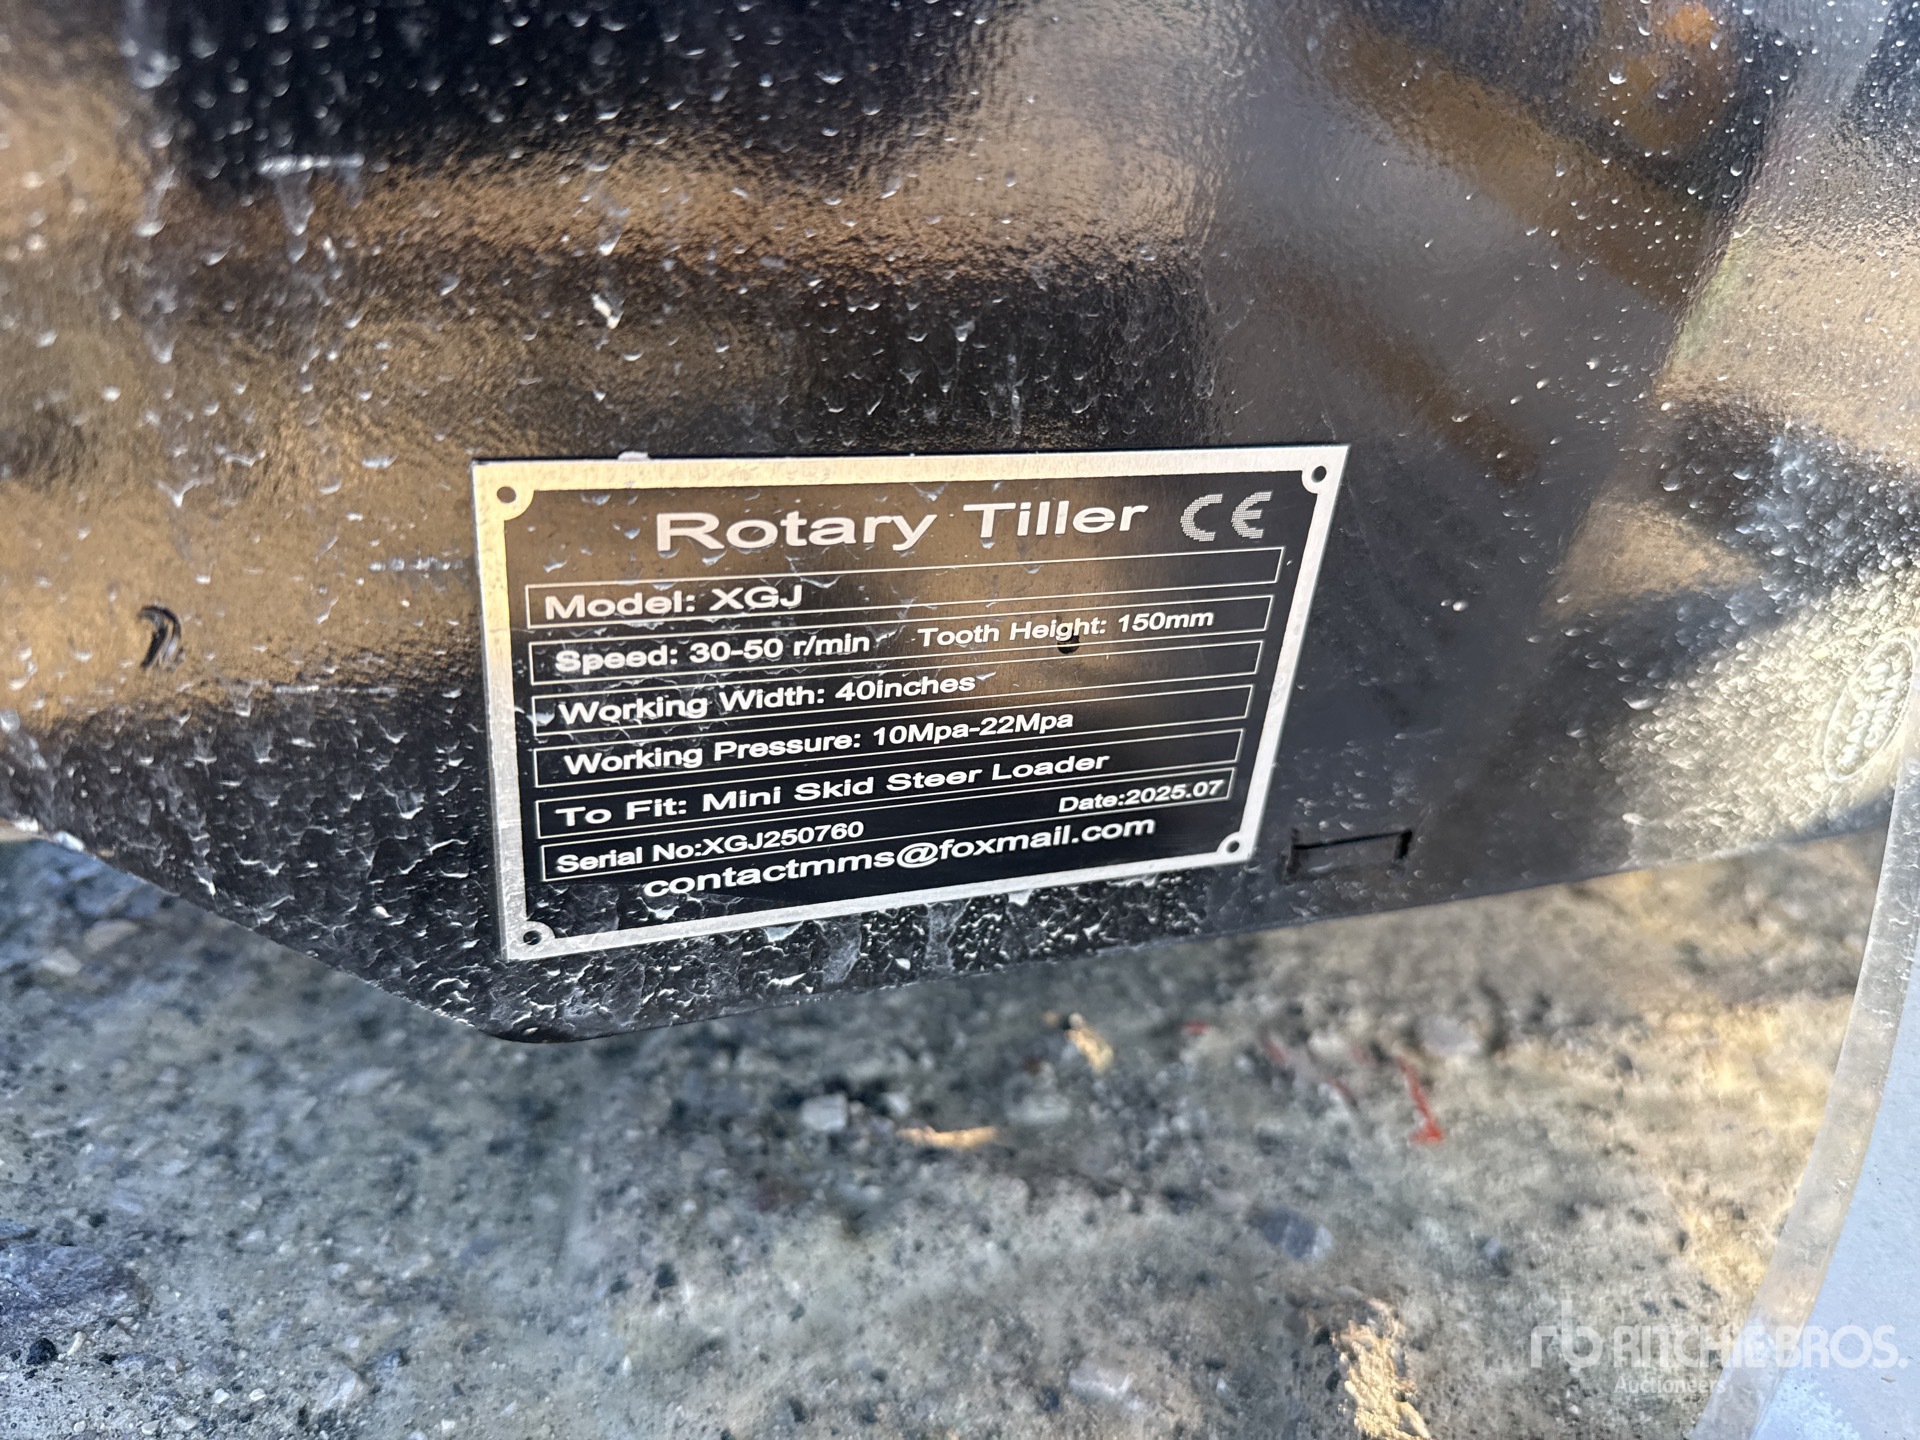 Rotary Tiller CE
Model: XGJ
Speed: 30-50 r/min Tooth Height: 150mm
Working Width: 40inches
Working Pressure: 10Mpa-22Mpa
To Fit: Mini Skid Steer Loader
Serial No:XGJ250760 Date:2025.07
contactmms@foxmail.com
rb RITCHIE BROS.
Auctioneers